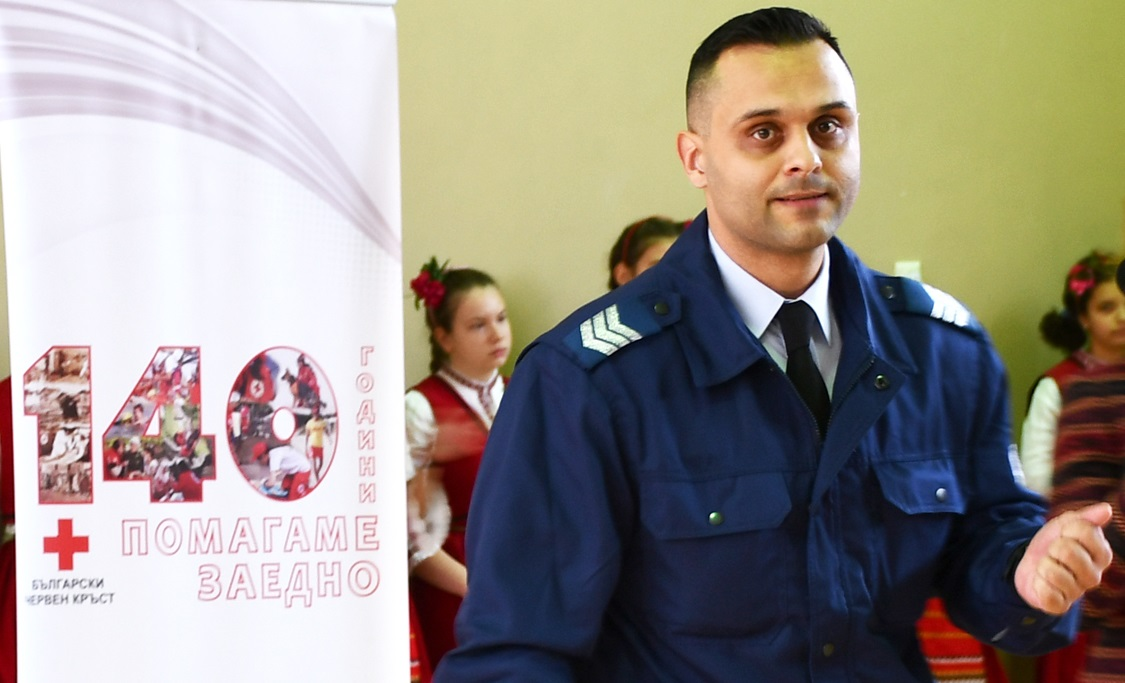 140
ГОДИНИ
ПОМАГАМЕ
ЗАЕДНО
БЪЛГАРСКИ
ЧЕРВЕН КРЪСТ